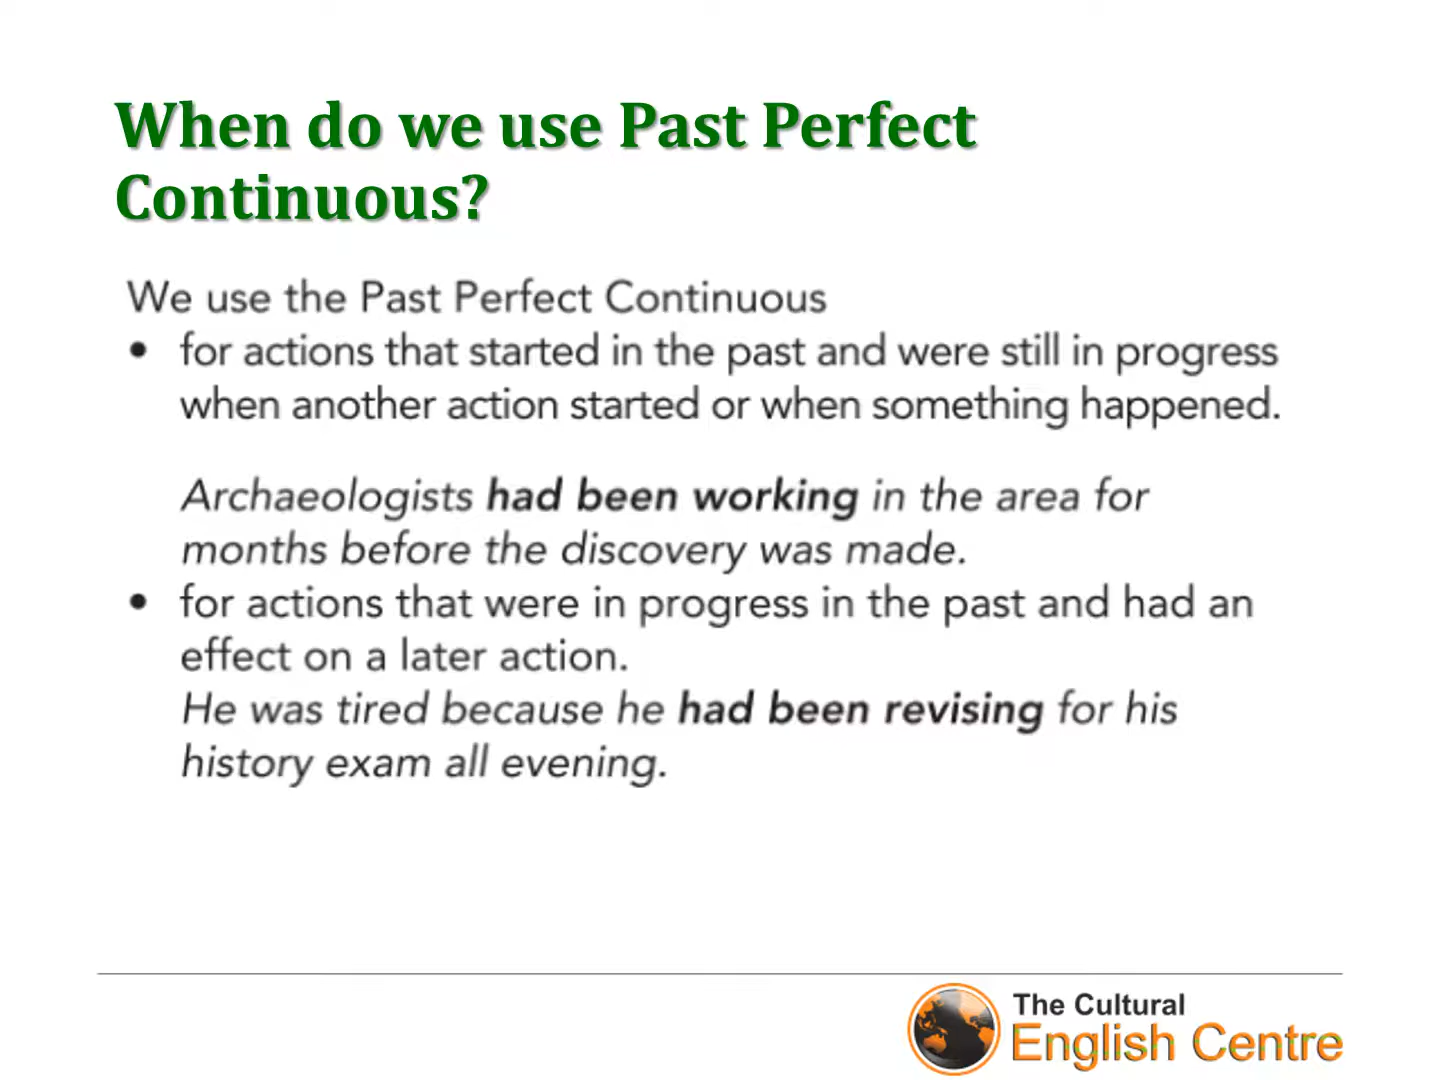 When do we use Past Perfect
Continuous?
We use the Past Perfect Continuous
• for actions that started in the past and were still in progress
when another action started or when something happened.
Archaeologists had been working in the area for
months before the discovery was made.
• for actions that were in progress in the past and had an
effect on a later action.
He was tired because he had been revising for his
history exam all evening.
The Cultural
English Centre